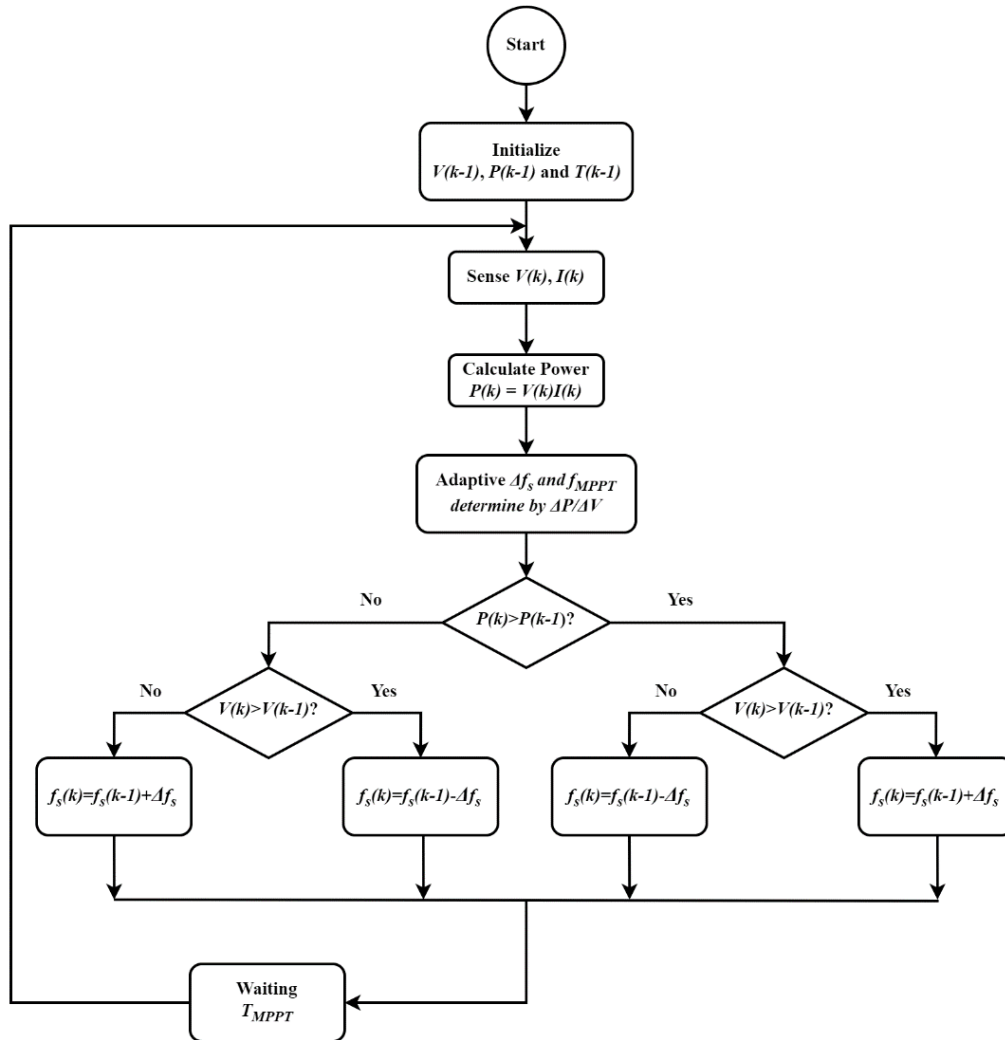 Start
Initialize
V(k-1), P(k-1) and T(k-1)
Sense V(k), I(k)
Calculate Power
P(k) = V(k)I(k)
Adaptive Δfs and fMPPT
determine by ΔP/ΔV
No
Yes
P(k)>P(k-1)?
No
Yes
No
Yes
V(k)>V(k-1)?
V(k)>V(k-1)?
fs(k)=fs(k-1)+Δfs
fs(k)=fs(k-1)-Δfs
fs(k)=fs(k-1)-Δfs
fs(k)=fs(k-1)+Δfs
Waiting
TMPPT